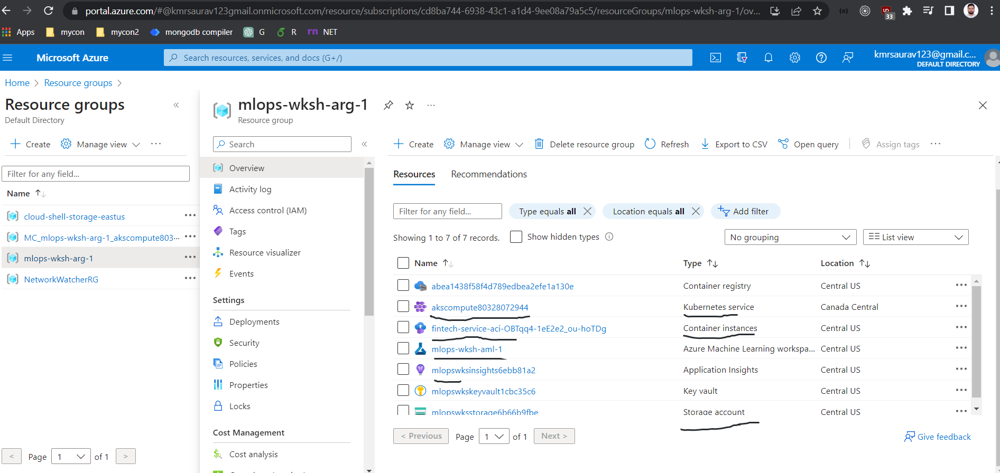 portal.azure.com/#@kmrsaurav123gmail.onmicrosoft.com/resource/subscriptions/cd8ba744-6938-43c1-a1d4-9ee08a79a5c5/resourceGroups/mlops-wksh-arg-1/ov...
33
Apps mycon mycon2 mongodb compiler G R rn NET
Microsoft Azure
Search resources, services, and docs (G+/)
kmrsaurav123@gmail.c...
DEFAULT DIRECTORY
Home > Resource groups >
Resource groups «
Default Directory
+ Create Manage view ...
Filter for any field...
Name ↑↓
cloud-shell-storage-eastus ...
MC_mlops-wksh-arg-1_akscompute803... ...
mlops-wksh-arg-1 ...
NetworkWatcherRG ...
< Page 1 of 1 >
mlops-wksh-arg-1 ...
Resource group
Search «
Overview
Activity log
Access control (IAM)
Tags
Resource visualizer
Events
Settings
Deployments
Security
Policies
Properties
Locks
Cost Management
Cost analysis
+ Create Manage view Delete resource group Refresh Export to CSV Open query Assign tags ...
Resources Recommendations
Filter for any field... Type equals all Location equals all Add filter
Showing 1 to 7 of 7 records. Show hidden types No grouping List view
Name ↑↓ Type ↑↓ Location ↑↓
abea1438f58f4d789edbea2efe1a130e Container registry Central US ...
akscompute80328072944 Kubernetes service Canada Central ...
fintech-service-aci-OBTqq4-1eE2e2_ou-hoTDg Container instances Central US ...
mlops-wksh-aml-1 Azure Machine Learning workspa... Central US ...
mlopswksinsights6ebb81a2 Application Insights Central US ...
mlopswkskeyvault1cbc35c6 Key vault Central US ...
mlopswksstorage6b66b9fbe Storage account Central US ...
< Previous Page 1 of 1 Next >
Give feedback